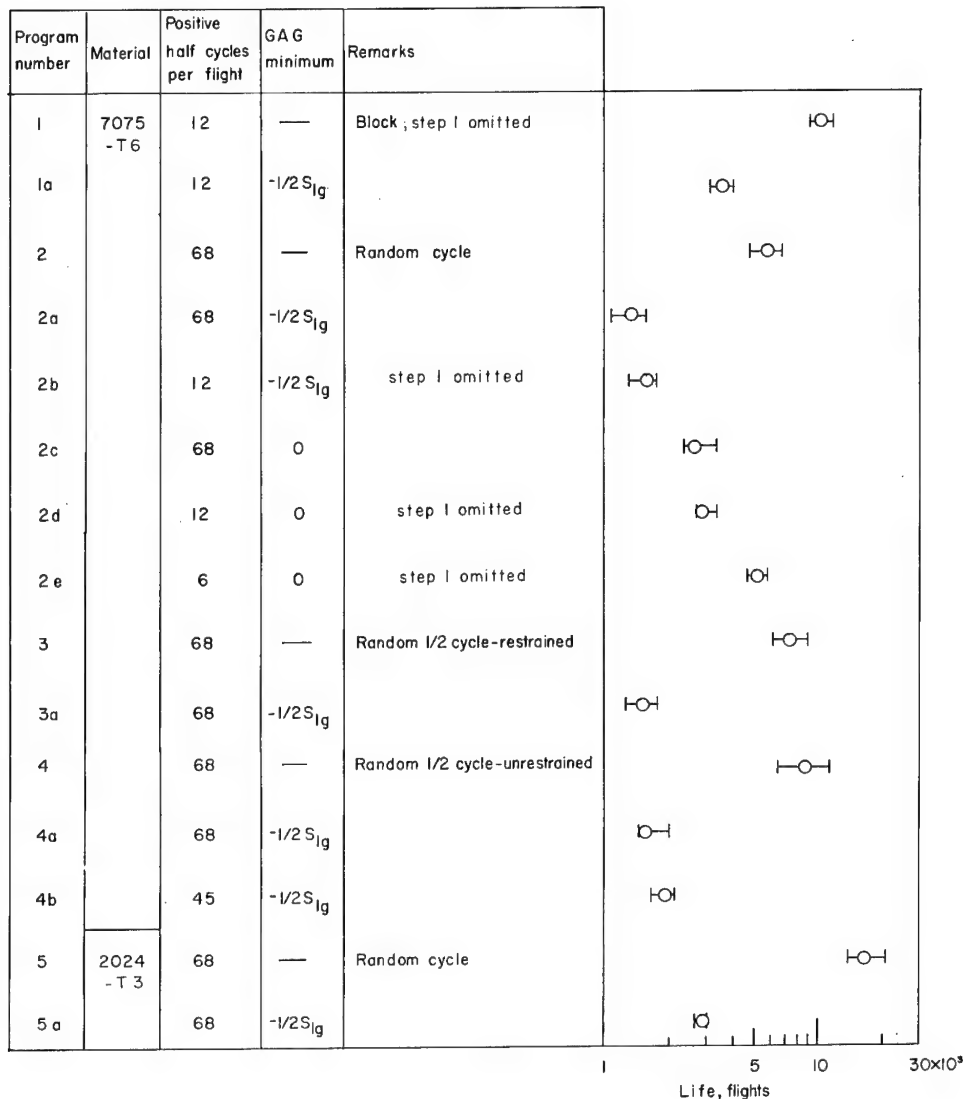 Program number Material Positive half cycles per flight GAG minimum Remarks
1 7075 -T6 12 — Block; step 1 omitted
1a 12 -1/2 S1g
2 68 — Random cycle
2a 68 -1/2 S1g
2b 12 -1/2 S1g step 1 omitted
2c 68 0
2d 12 0 step 1 omitted
2e 6 0 step 1 omitted
3 68 — Random 1/2 cycle-restrained
3a 68 -1/2 S1g
4 68 — Random 1/2 cycle-unrestrained
4a 68 -1/2 S1g
4b 45 -1/2 S1g
5 2024 -T3 68 — Random cycle
5a 68 -1/2 S1g
1 5 10 30×10³
Life, flights